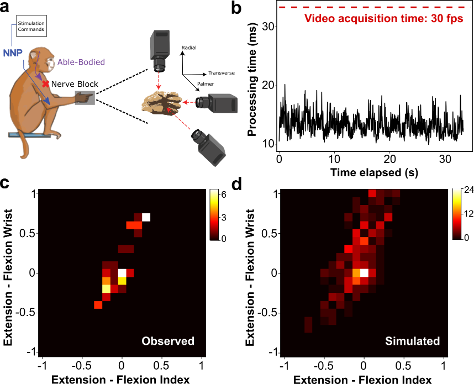 a
Stimulation
Commands
NNP
Able-Bodied
Nerve Block
Radial
Transverse
Palmer
b
Video acquisition time: 30 fps
Processing time (ms)
30
20
10
0
10
20
30
Time elapsed (s)
c
Extension - Flexion Wrist
1
0.5
0
-0.5
-1
-1
-0.5
0
0.5
1
Extension - Flexion Index
Observed
6
3
0
d
Extension - Flexion Wrist
1
0.5
0
-0.5
-1
-1
-0.5
0
0.5
1
Extension - Flexion Index
Simulated
24
12
0